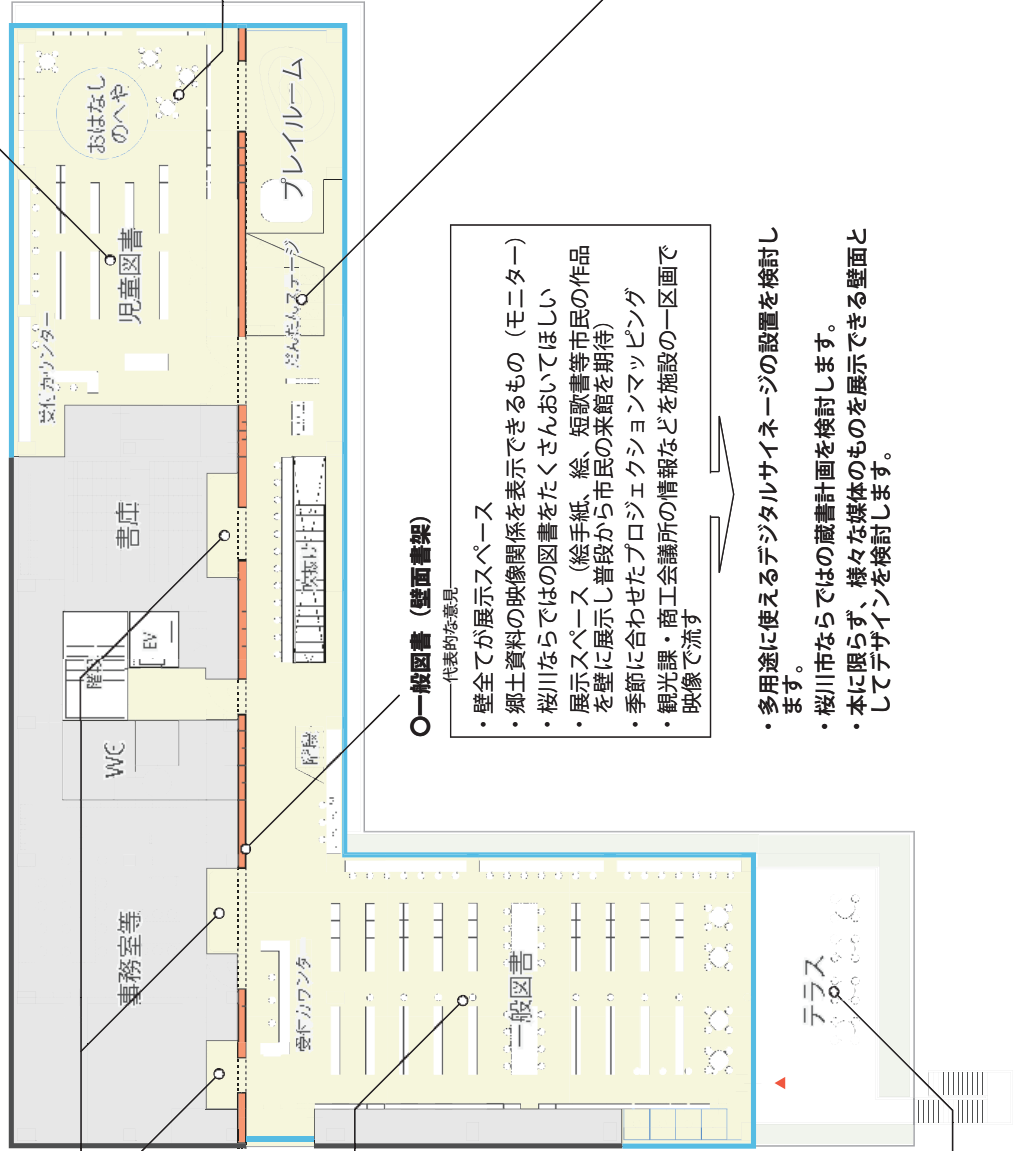 おはなし
のへや
プレイルーム
児童図書
受付カウンター
だんだんステージ
書庫
吹抜け
階段
EV
WC
階段
事務室等
受付カウンター
一般図書
テラス
〇一般図書（壁面書架）
代表的な意見
・壁全てが展示スペース
・郷土資料の映像関係を表示できるもの（モニター）
・桜川ならではの図書をたくさんおいてほしい
・展示スペース（絵手紙、絵、短歌書等市民の作品
を壁に展示し普段から市民の来館を期待）
・季節に合わせたプロジェクションマッピング
・観光課・商工会議所の情報などを施設の一区画で
映像で流す
・多用途に使えるデジタルサイネージの設置を検討し
ます。
・桜川市ならではの蔵書計画を検討します。
・本に限らず、様々な媒体のものを展示できる壁面と
してデザインを検討します。